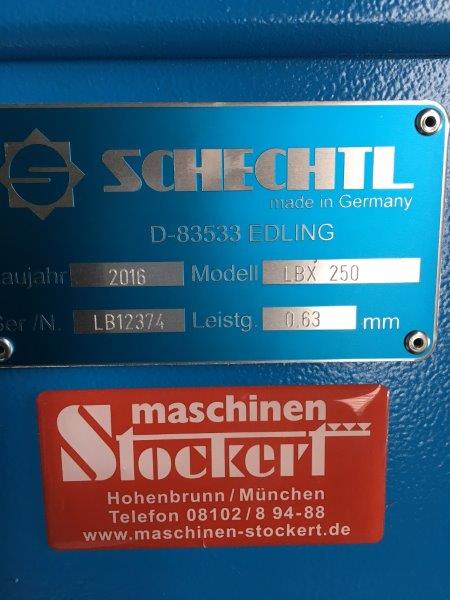 S SCHECHTL
made in Germany
D-83533 EDLING
aujahr 2016 Modell LBX 250
Ser /N. LB12374 Leistg. 0.63 mm
maschinen
Stockert
Hohenbrunn/München
Telefon 08102/8 94-88
www.maschinen-stockert.de